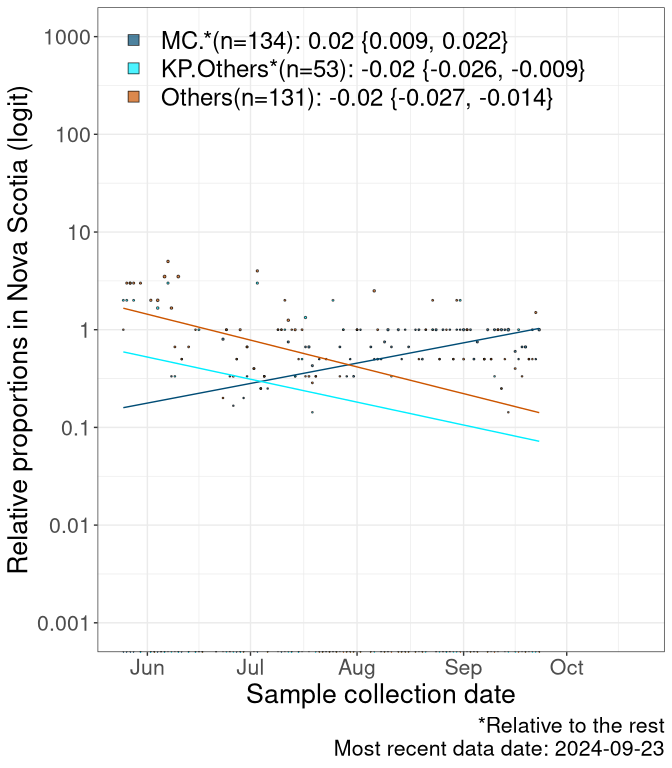 MC.*(n=134): 0.02 {0.009, 0.022}
KP.Others*(n=53): -0.02 {-0.026, -0.009}
Others(n=131): -0.02 {-0.027, -0.014}
Relative proportions in Nova Scotia (logit)
1000
100
10
1
0.1
0.01
0.001
Jun Jul Aug Sep Oct
Sample collection date
*Relative to the rest
Most recent data date: 2024-09-23